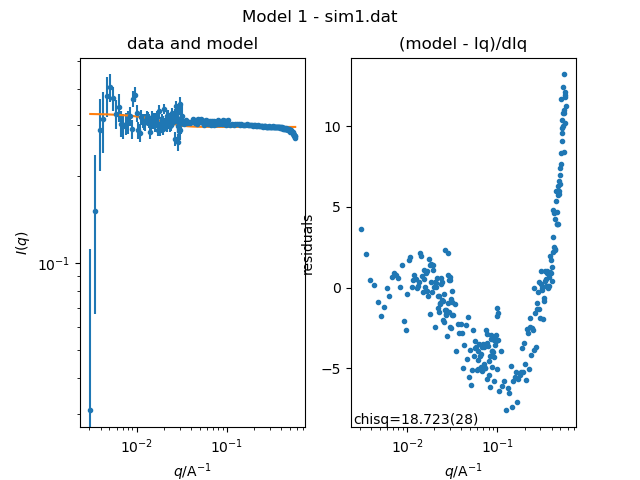 Model 1 - sim1.dat
data and model
(model - Iq)/dIq
I(q)
10⁻¹
10⁻²
10⁻¹
q/A⁻¹
residuals
10
5
0
−5
chisq=18.723(28)
10⁻²
10⁻¹
q/A⁻¹